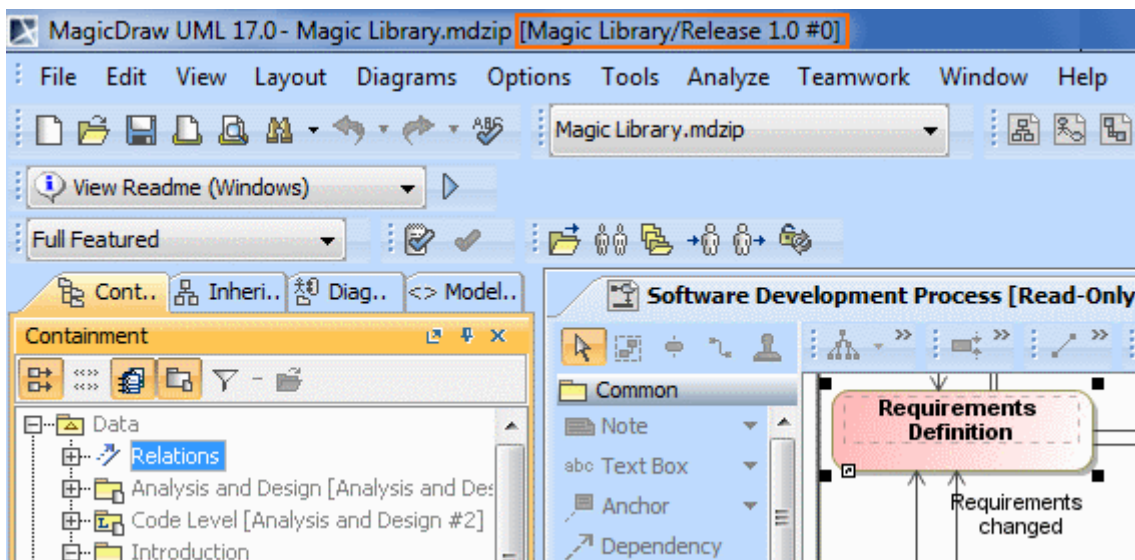 MagicDraw UML 17.0 - Magic Library.mdzip [Magic Library/Release 1.0 #0]
File Edit View Layout Diagrams Options Tools Analyze Teamwork Window Help
ABS
Magic Library.mdzip
View Readme (Windows)
Full Featured
Cont.. Inheri.. Diag.. <> Model..
Software Development Process [Read-Only
Containment
Common
Data
Relations
Analysis and Design [Analysis and Des
Code Level [Analysis and Design #2]
Introduction
Note
abc Text Box
Anchor
Dependency
Requirements
Definition
Requirements
changed